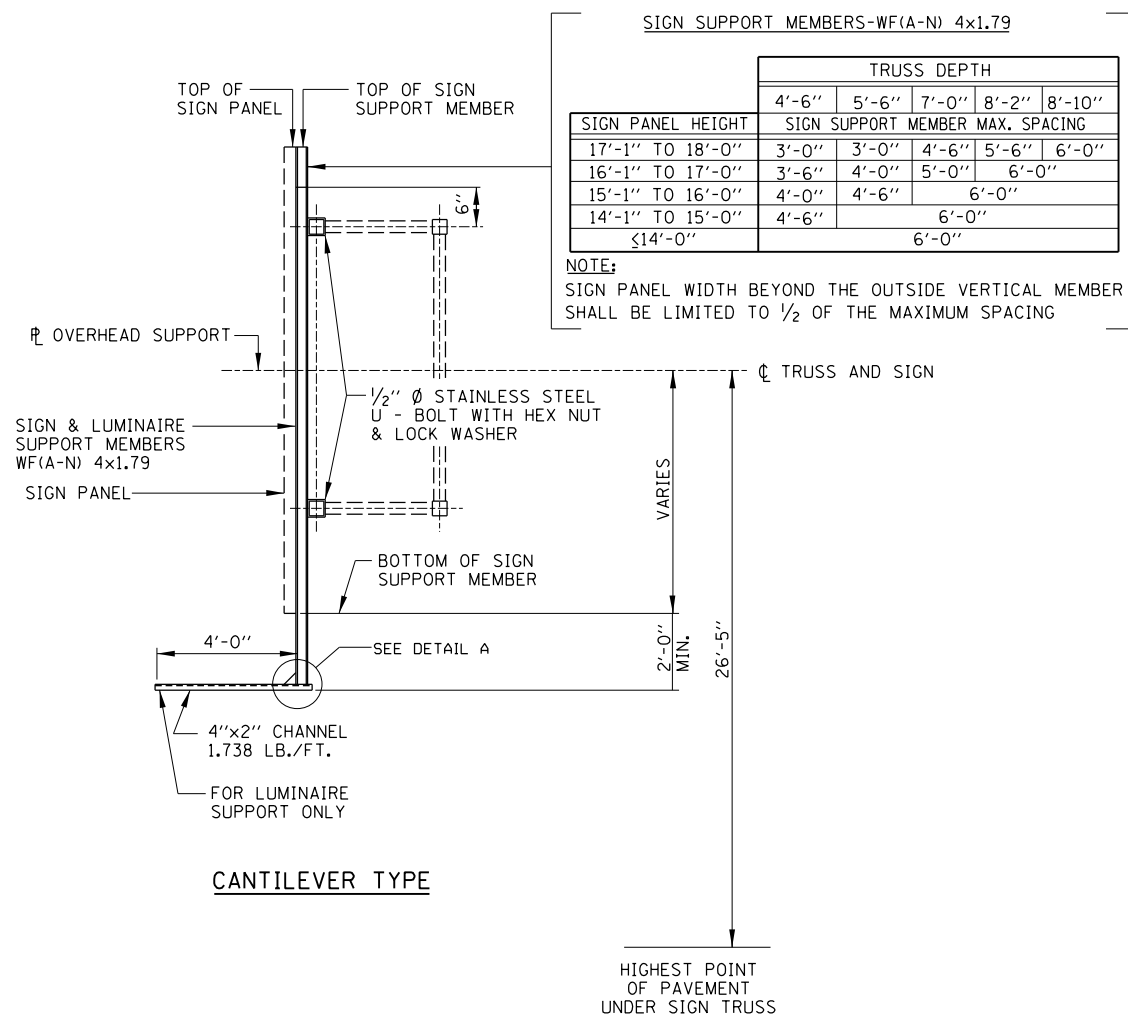 SIGN SUPPORT MEMBERS-WF(A-N) 4x1.79
TRUSS DEPTH
4'-6'' 5'-6'' 7'-0'' 8'-2'' 8'-10''
SIGN PANEL HEIGHT SIGN SUPPORT MEMBER MAX. SPACING
17'-1'' TO 18'-0'' 3'-0'' 3'-0'' 4'-6'' 5'-6'' 6'-0''
16'-1'' TO 17'-0'' 3'-6'' 4'-0'' 5'-0'' 6'-0''
15'-1'' TO 16'-0'' 4'-0'' 4'-6'' 6'-0''
14'-1'' TO 15'-0'' 4'-6'' 6'-0''
≤14'-0'' 6'-0''
NOTE:
SIGN PANEL WIDTH BEYOND THE OUTSIDE VERTICAL MEMBER
SHALL BE LIMITED TO 1/2 OF THE MAXIMUM SPACING
TOP OF
SIGN PANEL
TOP OF SIGN
SUPPORT MEMBER
6''
PL OVERHEAD SUPPORT
CL TRUSS AND SIGN
1/2'' Ø STAINLESS STEEL
U - BOLT WITH HEX NUT
& LOCK WASHER
SIGN & LUMINAIRE
SUPPORT MEMBERS
WF(A-N) 4x1.79
SIGN PANEL
VARIES
BOTTOM OF SIGN
SUPPORT MEMBER
4'-0''
SEE DETAIL A
2'-0''
MIN.
26'-5''
4''x2'' CHANNEL
1.738 LB./FT.
FOR LUMINAIRE
SUPPORT ONLY
CANTILEVER TYPE
HIGHEST POINT
OF PAVEMENT
UNDER SIGN TRUSS